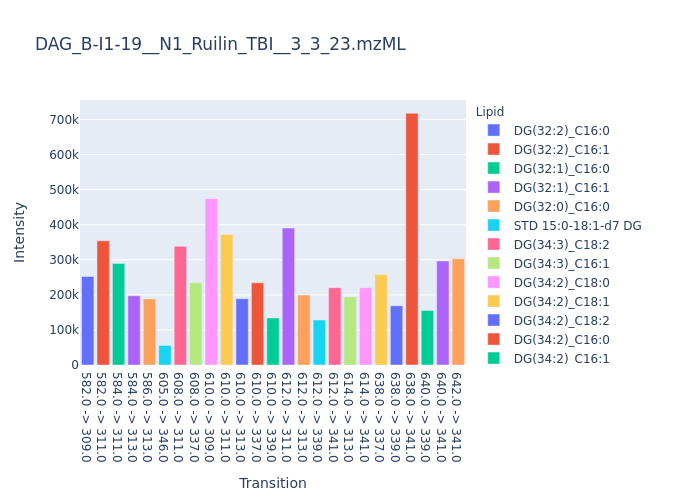 DAG_B-I1-19__N1_Ruilin_TBI__3_3_23.mzML
Intensity
700k
600k
500k
400k
300k
200k
100k
0
582.0 -> 309.0
582.0 -> 311.0
584.0 -> 311.0
584.0 -> 313.0
586.0 -> 313.0
605.0 -> 346.0
608.0 -> 311.0
608.0 -> 337.0
610.0 -> 309.0
610.0 -> 311.0
610.0 -> 313.0
610.0 -> 337.0
610.0 -> 339.0
612.0 -> 311.0
612.0 -> 313.0
612.0 -> 339.0
612.0 -> 341.0
614.0 -> 313.0
614.0 -> 341.0
638.0 -> 337.0
638.0 -> 339.0
638.0 -> 341.0
640.0 -> 339.0
640.0 -> 341.0
642.0 -> 341.0
Transition
Lipid
DG(32:2)_C16:0
DG(32:2)_C16:1
DG(32:1)_C16:0
DG(32:1)_C16:1
DG(32:0)_C16:0
STD 15:0-18:1-d7 DG
DG(34:3)_C18:2
DG(34:3)_C16:1
DG(34:2)_C18:0
DG(34:2)_C18:1
DG(34:2)_C18:2
DG(34:2)_C16:0
DG(34:2)_C16:1